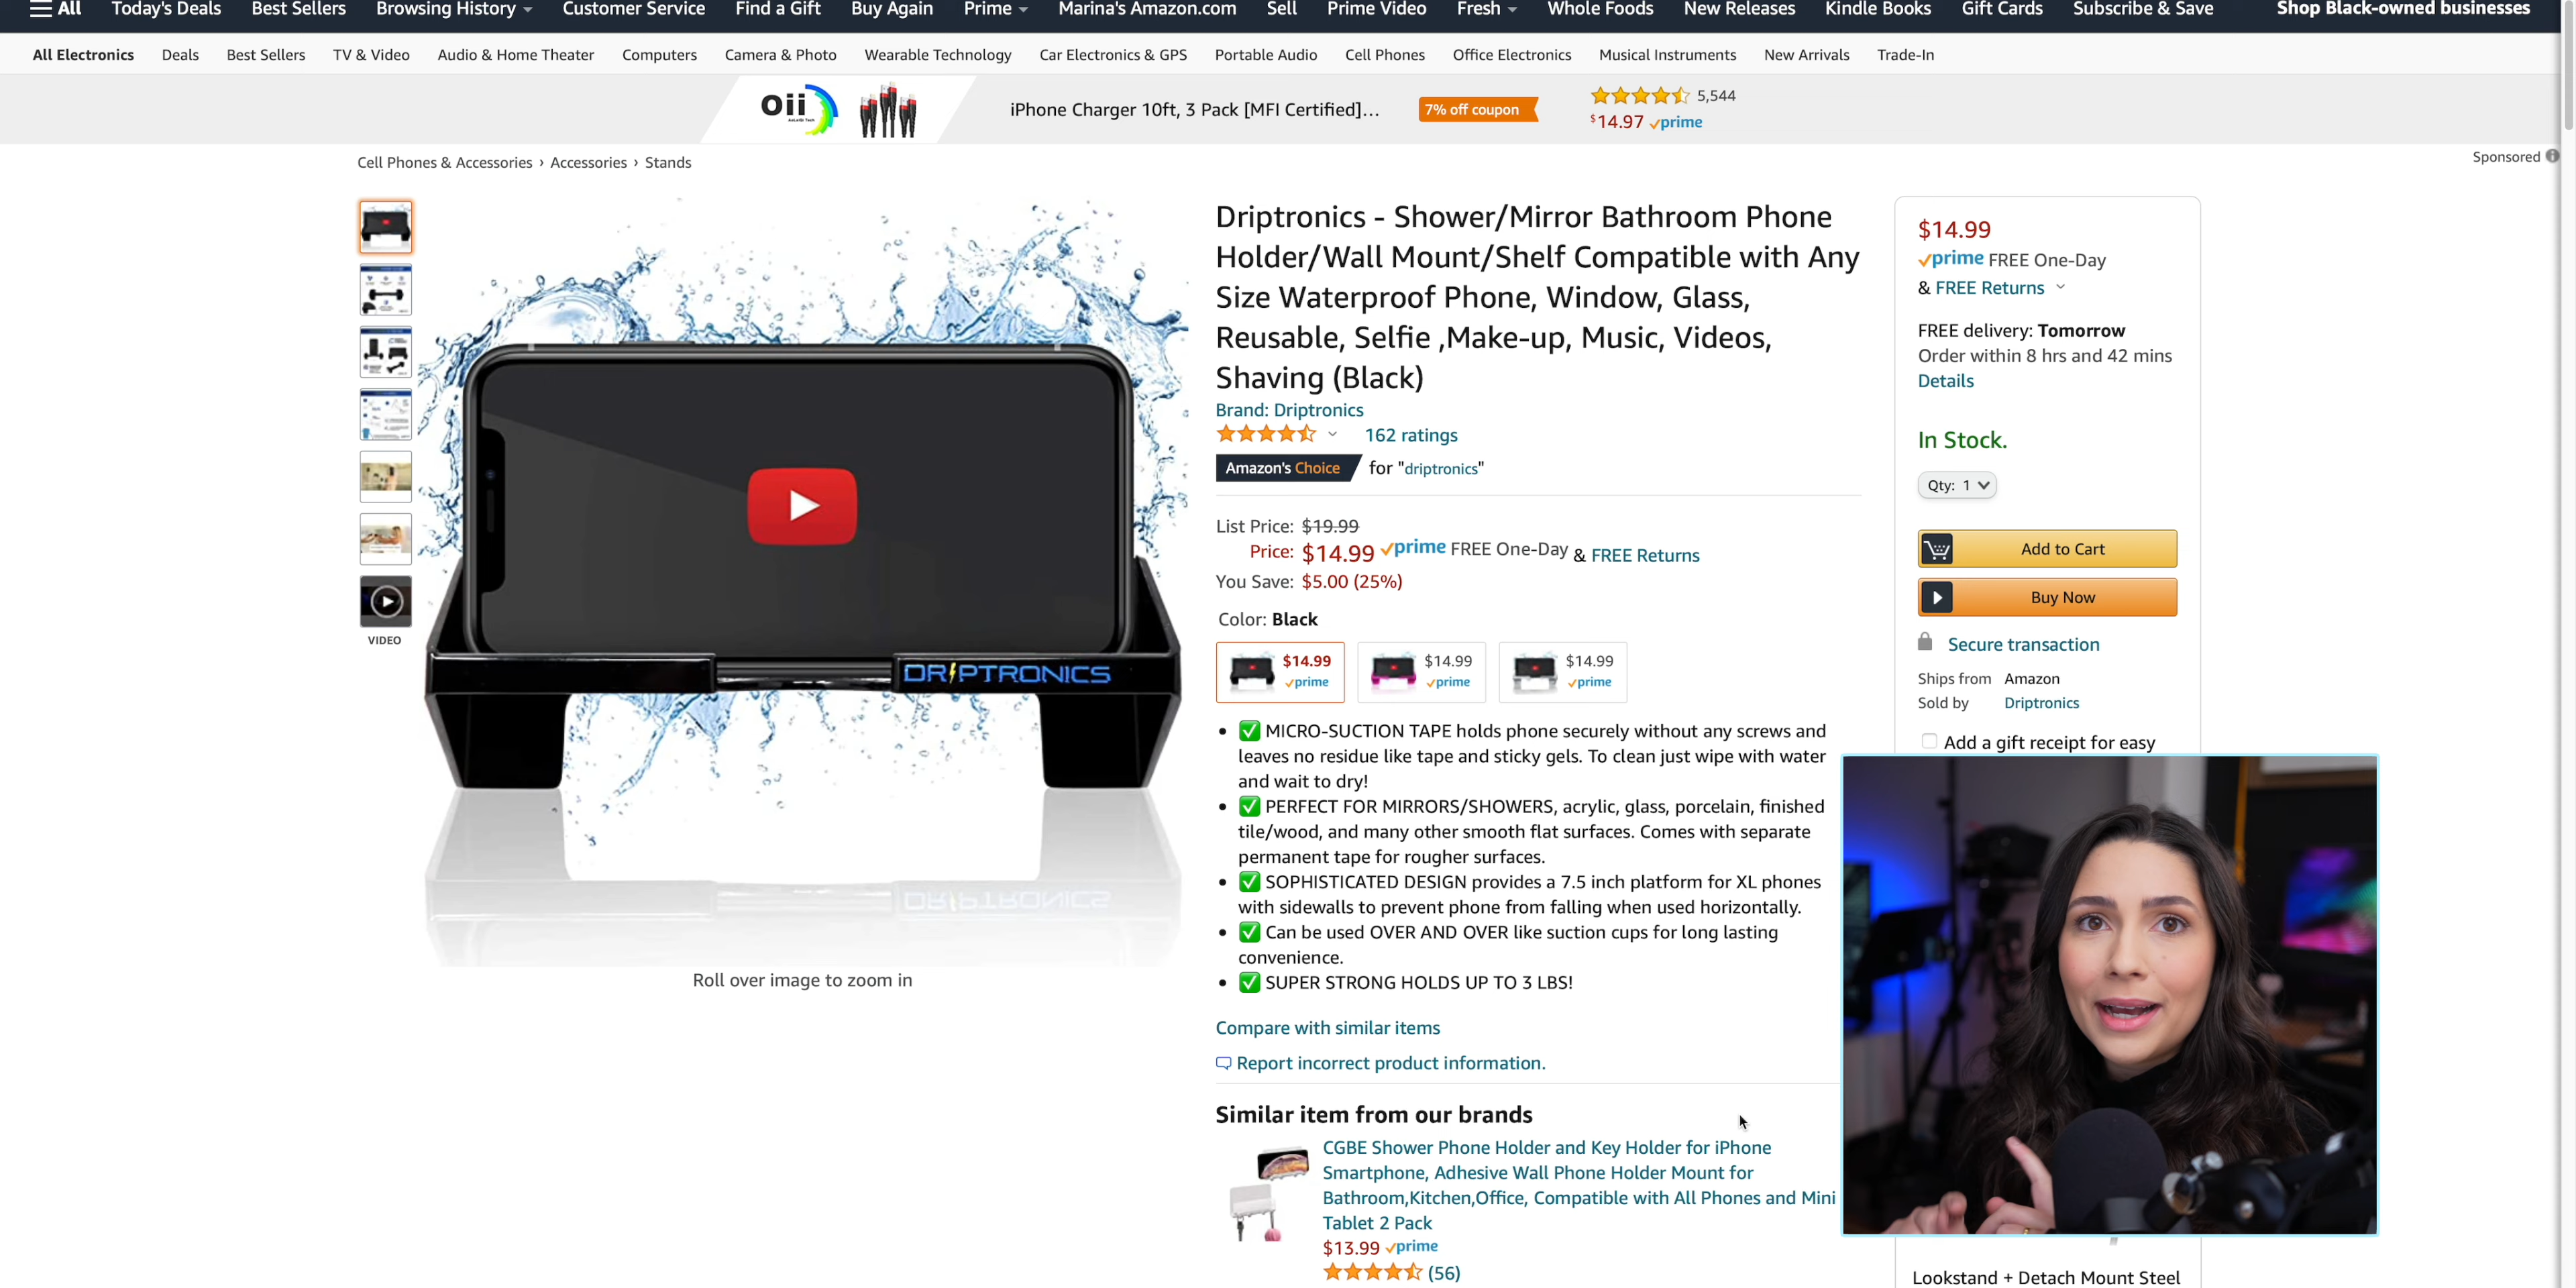 All Today's Deals Best Sellers Browsing History Customer Service Find a Gift Buy Again Prime Marina's Amazon.com Sell Prime Video Fresh Whole Foods New Releases Kindle Books Gift Cards Subscribe & Save Shop Black-owned businesses
All Electronics Deals Best Sellers TV & Video Audio & Home Theater Computers Camera & Photo Wearable Technology Car Electronics & GPS Portable Audio Cell Phones Office Electronics Musical Instruments New Arrivals Trade-In
oii iPhone Charger 10ft, 3 Pack [MFI Certified]... 7% off coupon 5,544
$14.97 prime
Sponsored
Cell Phones & Accessories › Accessories › Stands
VIDEO
DRIPTRONICS
Roll over image to zoom in
Driptronics - Shower/Mirror Bathroom Phone
Holder/Wall Mount/Shelf Compatible with Any
Size Waterproof Phone, Window, Glass,
Reusable, Selfie ,Make-up, Music, Videos,
Shaving (Black)
Brand: Driptronics
162 ratings
Amazon's Choice for "driptronics"
List Price: $19.99
Price: $14.99 prime FREE One-Day & FREE Returns
You Save: $5.00 (25%)
Color: Black
$14.99 $14.99 $14.99
prime prime prime
• ✅ MICRO-SUCTION TAPE holds phone securely without any screws and
leaves no residue like tape and sticky gels. To clean just wipe with water
and wait to dry!
• ✅ PERFECT FOR MIRRORS/SHOWERS, acrylic, glass, porcelain, finished
tile/wood, and many other smooth flat surfaces. Comes with separate
permanent tape for rougher surfaces.
• ✅ SOPHISTICATED DESIGN provides a 7.5 inch platform for XL phones
with sidewalls to prevent phone from falling when used horizontally.
• ✅ Can be used OVER AND OVER like suction cups for long lasting
convenience.
• ✅ SUPER STRONG HOLDS UP TO 3 LBS!
Compare with similar items
Report incorrect product information.
Similar item from our brands
CGBE Shower Phone Holder and Key Holder for iPhone
Smartphone, Adhesive Wall Phone Holder Mount for
Bathroom,Kitchen,Office, Compatible with All Phones and Mini
Tablet 2 Pack
$13.99 prime
(56)
$14.99
prime FREE One-Day
& FREE Returns
FREE delivery: Tomorrow
Order within 8 hrs and 42 mins
Details
In Stock.
Qty: 1
Add to Cart
Buy Now
Secure transaction
Ships from Amazon
Sold by Driptronics
Add a gift receipt for easy
Lookstand + Detach Mount Steel